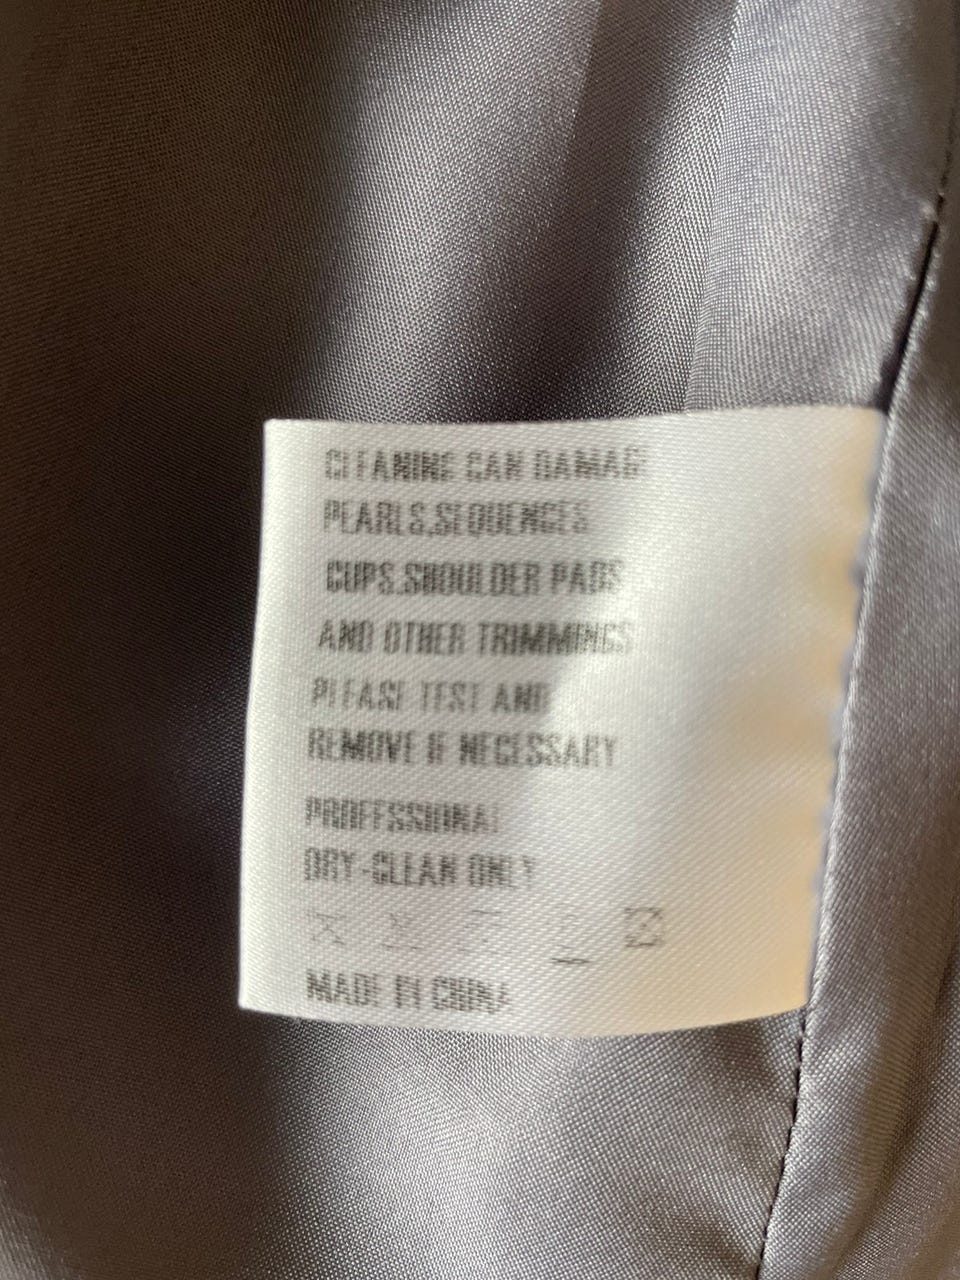 CLEANING CAN DAMAGE
PEARLS.SEQUENCES
CUPS.SHOULDER PADS
AND OTHER TRIMMINGS
PLEASE TEST AND
REMOVE IF NECESSARY
PROFESSIONAL
DRY-CLEAN ONLY
MADE IN CHINA